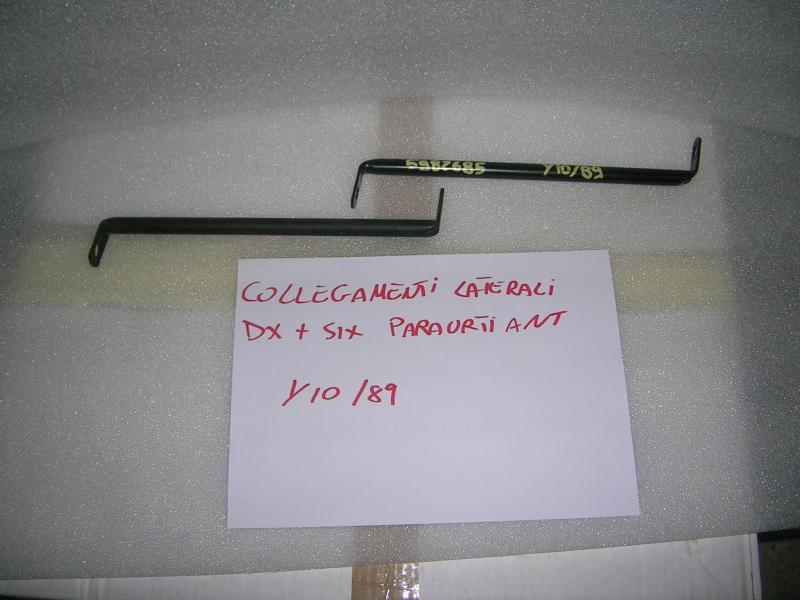 5982685 Y10/89
COLLEGAMENTI LATERALI
DX + SIX PARAURTI ANT
Y10/89